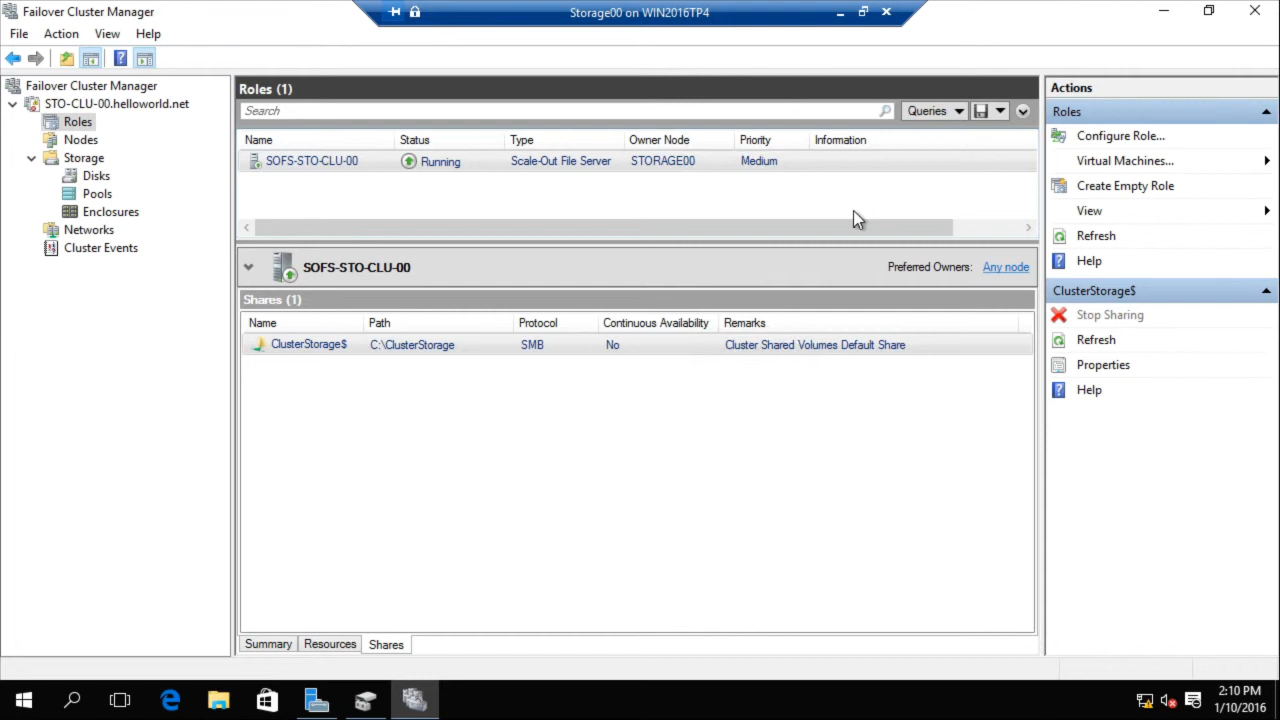 Failover Cluster Manager
Storage00 on WIN2016TP4
File Action View Help
Failover Cluster Manager
STO-CLU-00.helloworld.net
Roles
Nodes
Storage
Disks
Pools
Enclosures
Networks
Cluster Events
Roles (1)
Search
Queries
Name Status Type Owner Node Priority Information
SOFS-STO-CLU-00 Running Scale-Out File Server STORAGE00 Medium
SOFS-STO-CLU-00
Preferred Owners: Any node
Shares (1)
Name Path Protocol Continuous Availability Remarks
ClusterStorage$ C:\ClusterStorage SMB No Cluster Shared Volumes Default Share
Summary Resources Shares
Actions
Roles
Configure Role...
Virtual Machines...
Create Empty Role
View
Refresh
Help
ClusterStorage$
Stop Sharing
Refresh
Properties
Help
2:10 PM
1/10/2016